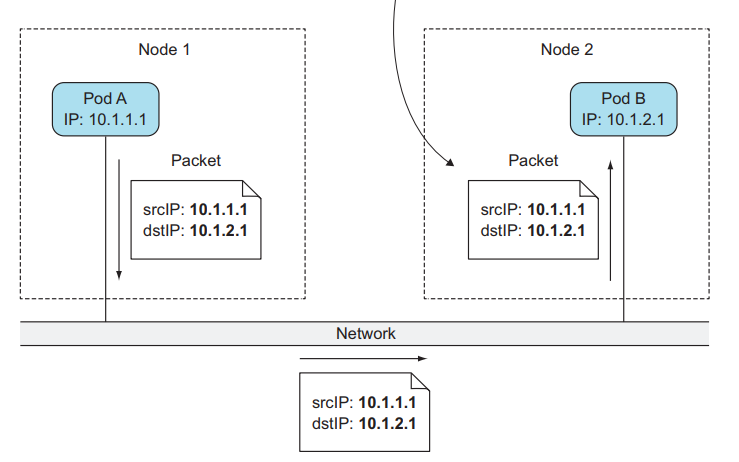 Node 1
Pod A
IP: 10.1.1.1
Packet
srcIP: 10.1.1.1
dstIP: 10.1.2.1
Node 2
Pod B
IP: 10.1.2.1
Packet
srcIP: 10.1.1.1
dstIP: 10.1.2.1
Network
srcIP: 10.1.1.1
dstIP: 10.1.2.1